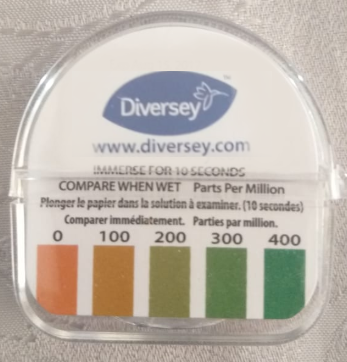 Diversey™
www.diversey.com
IMMERSE FOR 10 SECONDS
COMPARE WHEN WET Parts Per Million
Plonger le papier dans la solution à examiner. (10 secondes)
Comparer immédiatement. Parties par million.
0 100 200 300 400